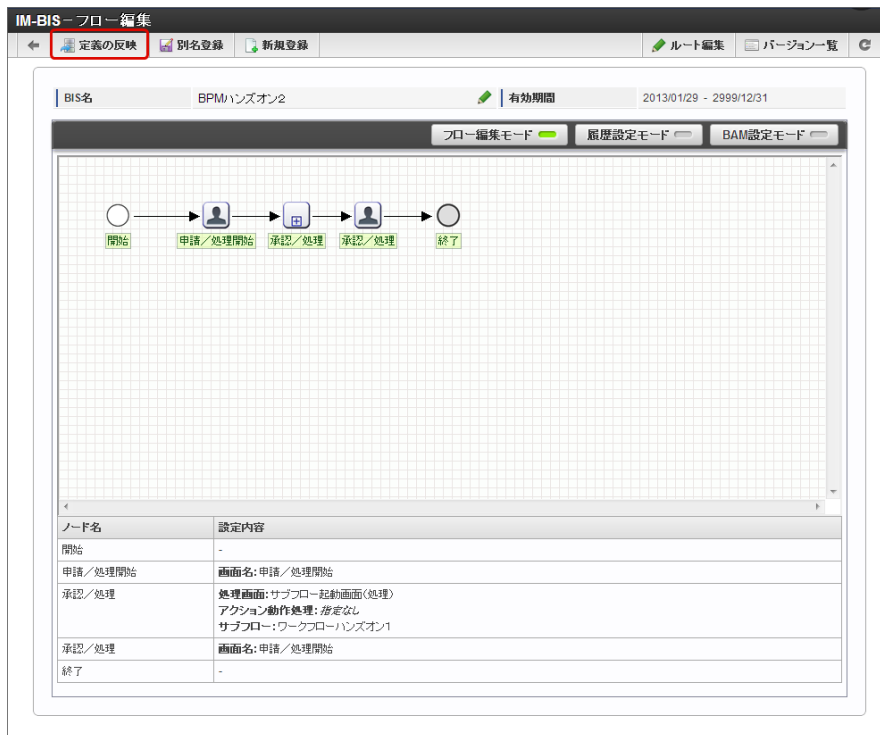 IM-BIS－フロー編集
定義の反映 別名登録 新規登録 ルート編集 バージョン一覧
BIS名 BPMハンズオン2 有効期間 2013/01/29 - 2999/12/31
フロー編集モード 履歴設定モード BAM設定モード
開始 申請／処理開始 承認／処理 承認／処理 終了
ノード名 設定内容
開始 -
申請／処理開始 画面名:申請／処理開始
承認／処理 処理画面:サブフロー起動画面(処理)
アクション動作処理:指定なし
サブフロー:ワークフローハンズオン1
承認／処理 画面名:申請／処理開始
終了 -